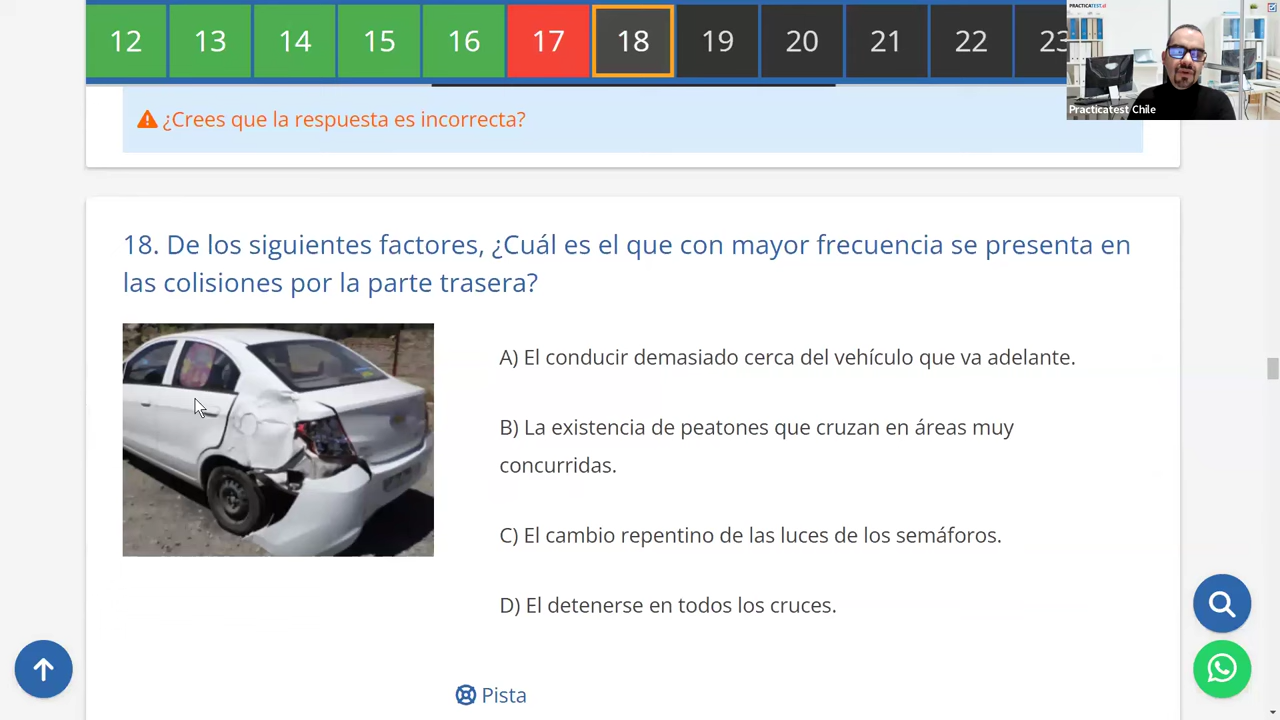 12 13 14 15 16 17 18 19 20 21 22 23
PRACTICATEST.cl
Practicatest Chile
¿Crees que la respuesta es incorrecta?
18. De los siguientes factores, ¿Cuál es el que con mayor frecuencia se presenta en
las colisiones por la parte trasera?
A) El conducir demasiado cerca del vehículo que va adelante.
B) La existencia de peatones que cruzan en áreas muy
concurridas.
C) El cambio repentino de las luces de los semáforos.
D) El detenerse en todos los cruces.
Pista